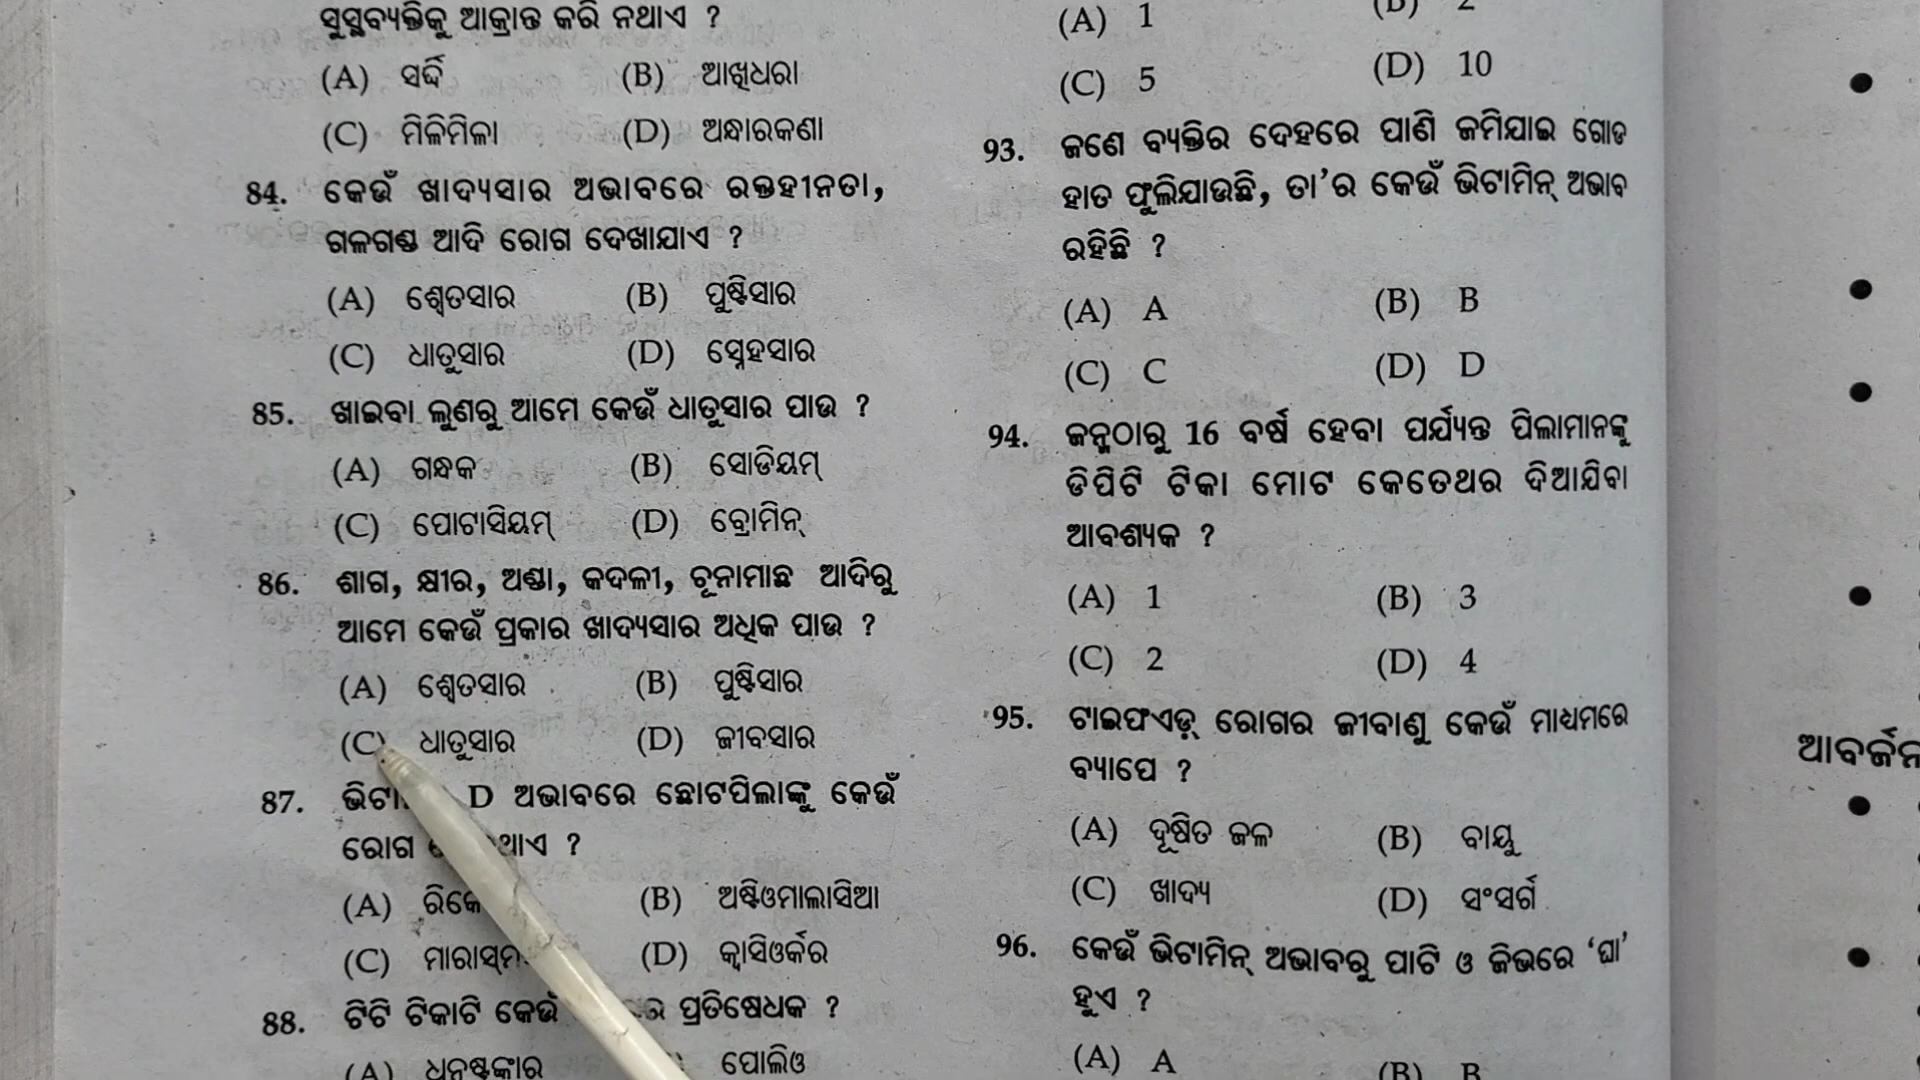 ସୁସ୍ଥବ୍ୟକ୍ତିକୁ ଆକ୍ରାନ୍ତ କରି ନଥାଏ ?
(A) ସର୍ଦ୍ଦି (B) ଆଖିଧରା
(C) ମିଳିମିଳା (D) ଅନ୍ଧାରକଣା
84. କେଉଁ ଖାଦ୍ୟସାର ଅଭାବରେ ରକ୍ତହୀନତା,
ଗଳଗଣ୍ଡ ଆଦି ରୋଗ ଦେଖାଯାଏ ?
(A) ଶ୍ଵେତସାର (B) ପୁଷ୍ଟିସାର
(C) ଧାତୁସାର (D) ସ୍ନେହସାର
85. ଖାଇବା ଲୁଣରୁ ଆମେ କେଉଁ ଧାତୁସାର ପାଉ ?
(A) ଗନ୍ଧକ (B) ସୋଡିୟମ୍
(C) ପୋଟାସିୟମ୍ (D) ବ୍ରୋମିନ୍
86. ଶାଗ, କ୍ଷୀର, ଅଣ୍ଡା, କଦଳୀ, ଚୂନାମାଛ ଆଦିରୁ
ଆମେ କେଉଁ ପ୍ରକାର ଖାଦ୍ୟସାର ଅଧିକ ପାଉ ?
(A) ଶ୍ଵେତସାର (B) ପୁଷ୍ଟିସାର
(C) ଧାତୁସାର (D) ଜୀବସାର
87. D ଅଭାବରେ ଛୋଟପିଲାଙ୍କୁ କେଉଁ
ରୋଗ ?
(A) (B) ଅଷ୍ଟିଓମାଲାସିଆ
(C) (D) କ୍ୱାସିଓର୍କର
88. ଟିଟି ଟିକାଟି କେଉଁ ପ୍ରତିଷେଧକ ?
(A) ଧନୁଷ୍ଟଙ୍କାର ପୋଲିଓ
(A) 1 (B) 2
(C) 5 (D) 10
93. ଜଣେ ବ୍ୟକ୍ତିର ଦେହରେ ପାଣି ଜମିଯାଇ ଗୋଡ
ହାତ ଫୁଲିଯାଉଛି, ତା'ର କେଉଁ ଭିଟାମିନ୍ ଅଭାବ
ରହିଛି ?
(A) A (B) B
(C) C (D) D
94. ଜନ୍ମଠାରୁ 16 ବର୍ଷ ହେବା ପର୍ଯ୍ୟନ୍ତ ପିଲାମାନଙ୍କୁ
ଡିପିଟି ଟିକା ମୋଟ କେତେଥର ଦିଆଯିବା
ଆବଶ୍ୟକ ?
(A) 1 (B) 3
(C) 2 (D) 4
95. ଟାଇଫଏଡ୍ ରୋଗର ଜୀବାଣୁ କେଉଁ ମାଧ୍ୟମରେ
ବ୍ୟାପେ ?
(A) ଦୂଷିତ ଜଳ (B) ବାୟୁ
(C) ଖାଦ୍ୟ (D) ସଂସର୍ଗ
96. କେଉଁ ଭିଟାମିନ୍ ଅଭାବରୁ ପାଟି ଓ ଜିଭରେ 'ଘା'
ହୁଏ ?
(A) A (B) B